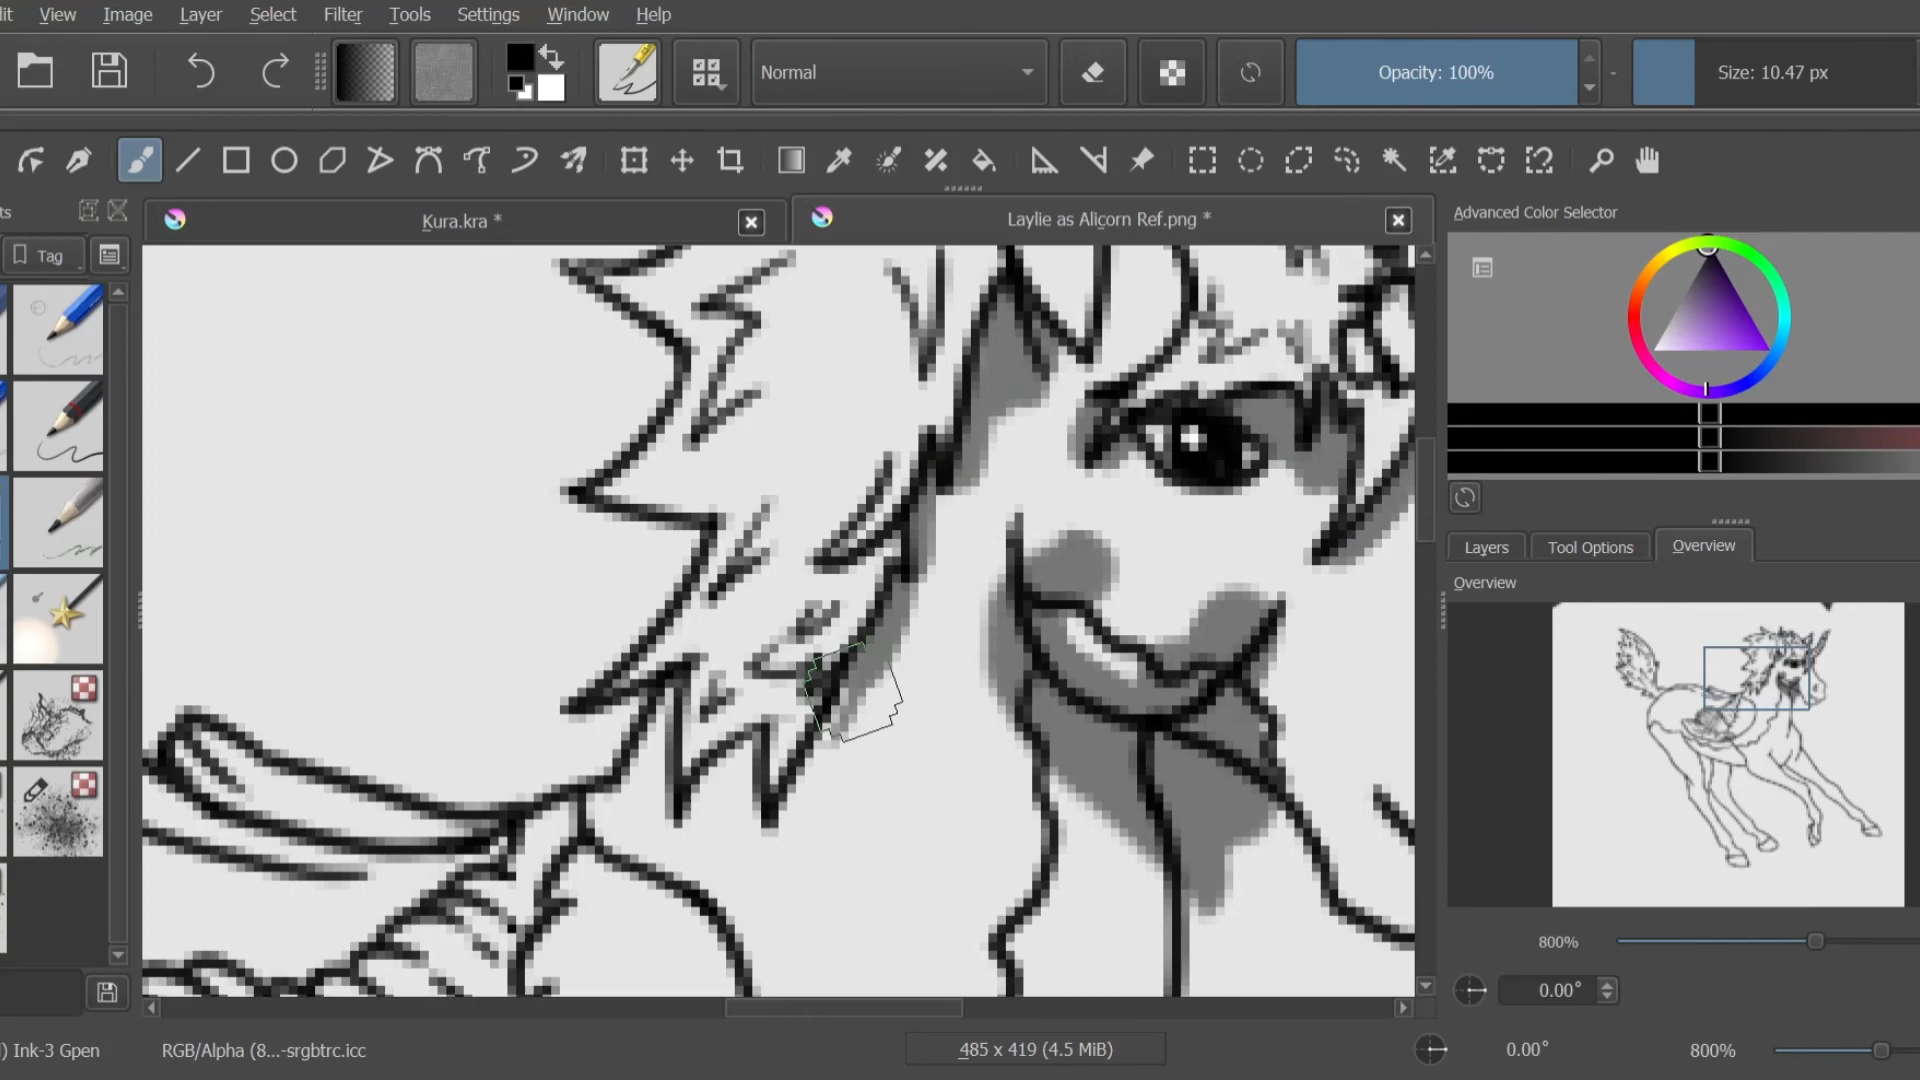 View Image Layer Select Filter Tools Settings Window Help
Normal
Opacity: 100%
Size: 10.47 px
Kura.kra *
Laylie as Alicorn Ref.png *
Advanced Color Selector
Tag
Layers
Tool Options
Overview
Overview
800%
0.00°
) Ink-3 Gpen
RGB/Alpha (8...-srgbtrc.icc
485 x 419 (4.5 MiB)
0.00°
800%